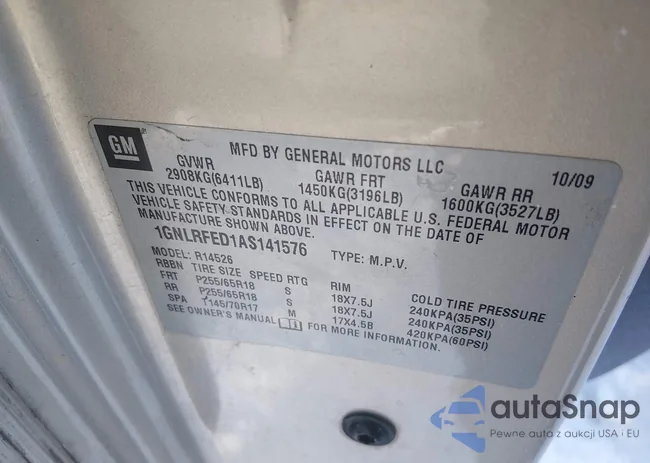 GM
MFD BY GENERAL MOTORS LLC 10/09
GVWR GAWR FRT GAWR RR
2908KG(6411LB) 1450KG(3196LB) 1600KG(3527LB)
THIS VEHICLE CONFORMS TO ALL APPLICABLE U.S. FEDERAL MOTOR
VEHICLE SAFETY STANDARDS IN EFFECT ON THE DATE OF
MANUFACTURE SHOWN ABOVE.
1GNLRFED1AS141576 TYPE: M.P.V.
MODEL: R14526
RBBN TIRE SIZE SPEED RTG RIM COLD TIRE PRESSURE
FRT P255/65R18 S 18X7.5J 240KPA(35PSI)
RR P255/65R18 S 18X7.5J 240KPA(35PSI)
SPA T145/70R17 M 17X4.5B 420KPA(60PSI)
SEE OWNER'S MANUAL FOR MORE INFORMATION.
autaSnap
Pewne auta z aukcji USA i EU